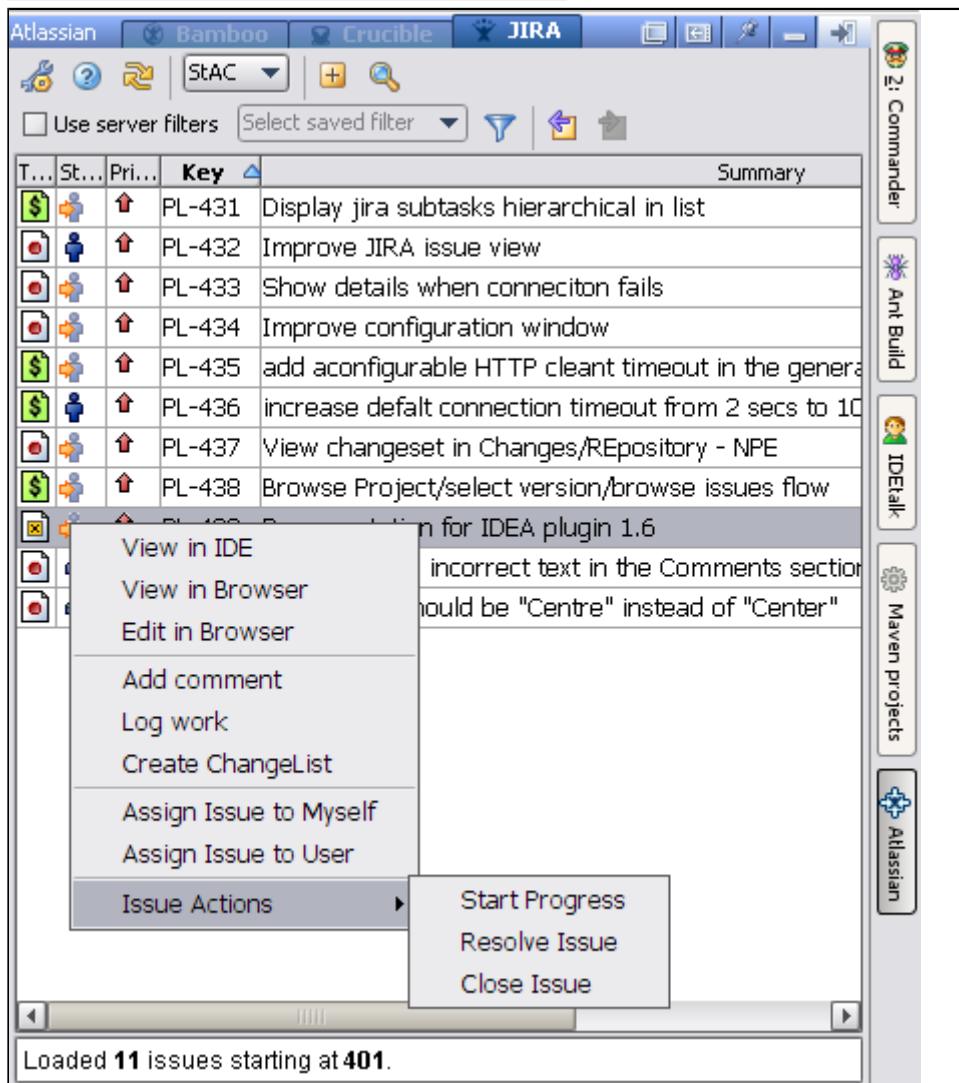 Atlassian Bamboo Crucible JIRA
StAC
Use server filters Select saved filter
T... St... Pri... Key Summary
PL-431 Display jira subtasks hierarchical in list
PL-432 Improve JIRA issue view
PL-433 Show details when conneciton fails
PL-434 Improve configuration window
PL-435 add aconfigurable HTTP cleant timeout in the genera
PL-436 increase defalt connection timeout from 2 secs to 10
PL-437 View changeset in Changes/REpository - NPE
PL-438 Browse Project/select version/browse issues flow
n for IDEA plugin 1.6
incorrect text in the Comments section
ould be "Centre" instead of "Center"
View in IDE
View in Browser
Edit in Browser
Add comment
Log work
Create ChangeList
Assign Issue to Myself
Assign Issue to User
Issue Actions
Start Progress
Resolve Issue
Close Issue
Loaded 11 issues starting at 401.
2: Commander
Ant Build
IDEtalk
Maven projects
Atlassian